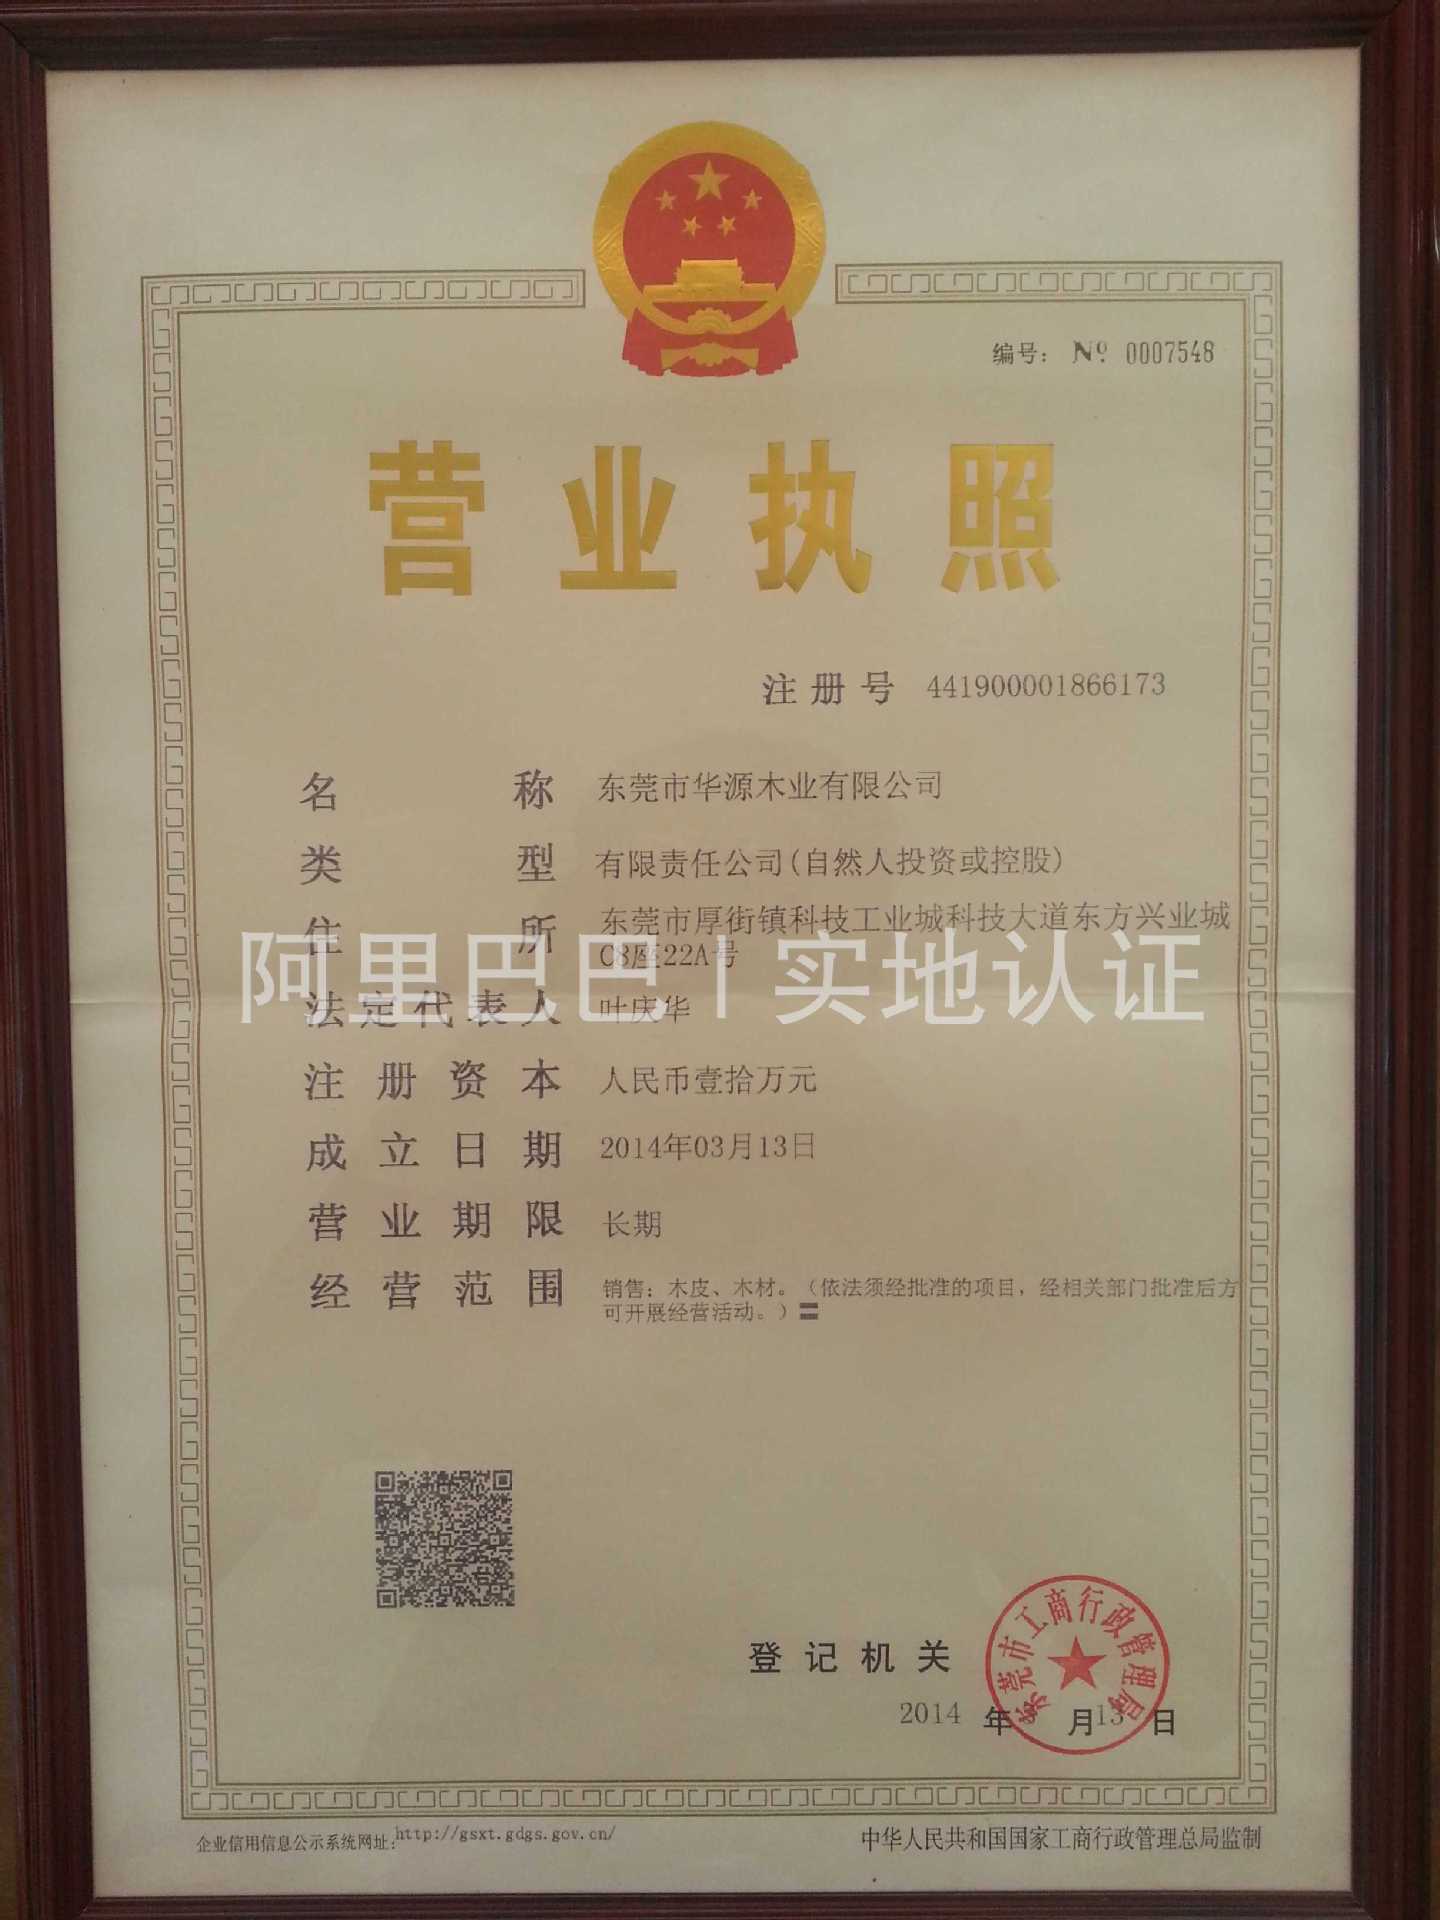 编号： № 0007548
营业执照
注册号 441900001866173
名称 东莞市华源木业有限公司
类型 有限责任公司(自然人投资或控股)
住所 东莞市厚街镇科技工业城科技大道东方兴业城
C8座22A号
阿里巴巴|实地认证
法定代表人 叶庆华
注册资本 人民币壹拾万元
成立日期 2014年03月13日
营业期限 长期
经营范围 销售：木皮、木材。（依法须经批准的项目，经相关部门批准后方
可开展经营活动。）〓
登记机关
东莞市工商行政管理局
2014 年 月 13 日
企业信用信息公示系统网址：http://gsxt.gdgs.gov.cn/
中华人民共和国国家工商行政管理总局监制